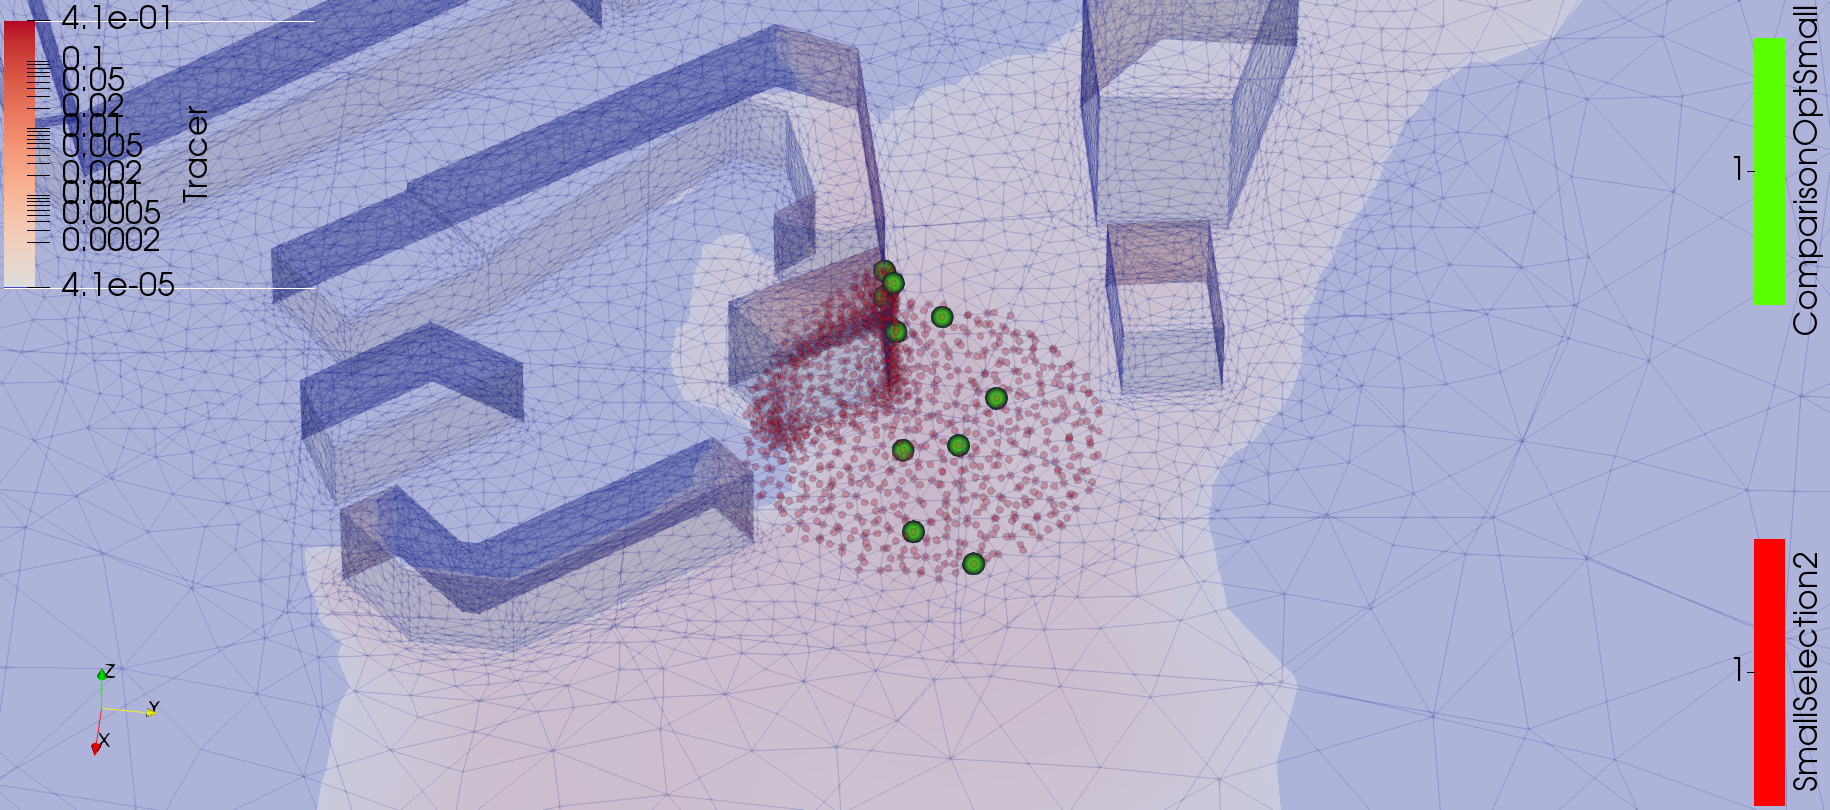 4.1e-01
0.1
0.05
0.02
0.01
0.005
0.002
0.001
0.0005
0.0002
4.1e-05
Tracer
1
ComparisonOptSmall
1
SmallSelection2
Z
Y
X